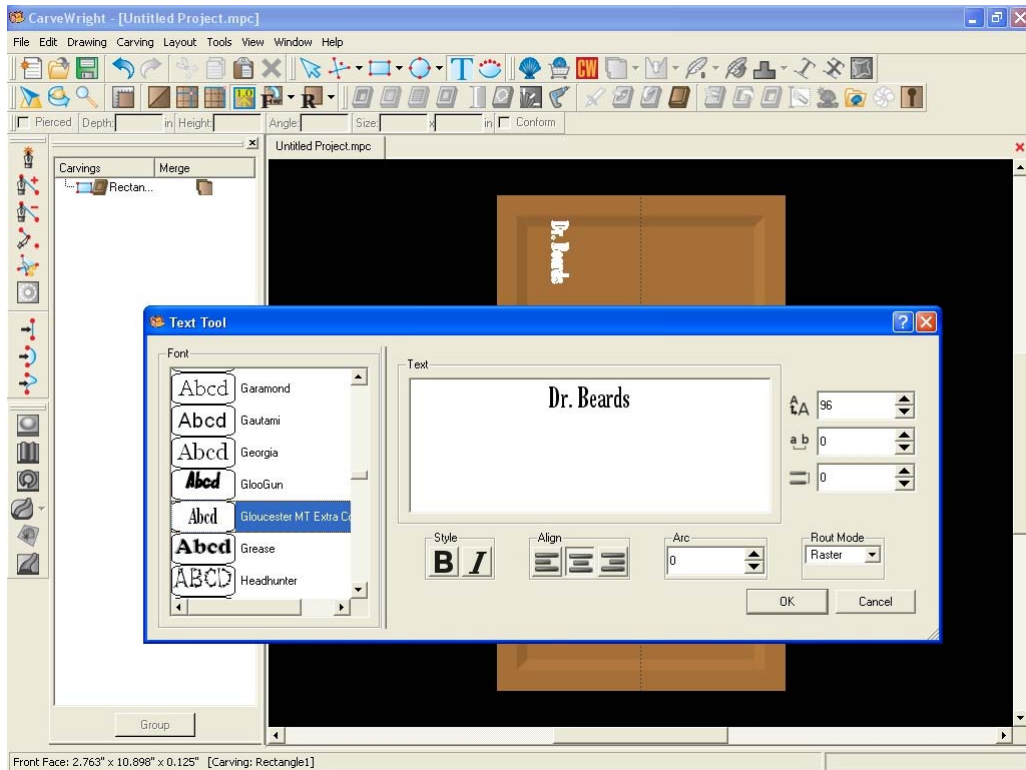 CarveWright - [Untitled Project.mpc]
File Edit Drawing Carving Layout Tools View Window Help
T CW
1.0 F R
Pierced Depth: in Height: Angle: Size: x in Conform
Untitled Project.mpc
Carvings Merge
Rectan...
Dr. Beards
Text Tool
Font
Abcd Garamond
Abcd Gautami
Abcd Georgia
Abcd GlooGun
Abcd Gloucester MT Extra Co
Abcd Grease
ABCD Headhunter
Text
Dr. Beards
96
a b 0
0
Style
B I
Align
Arc
0
Rout Mode
Raster
OK Cancel
Group
Front Face: 2.763" x 10.898" x 0.125" [Carving: Rectangle1]